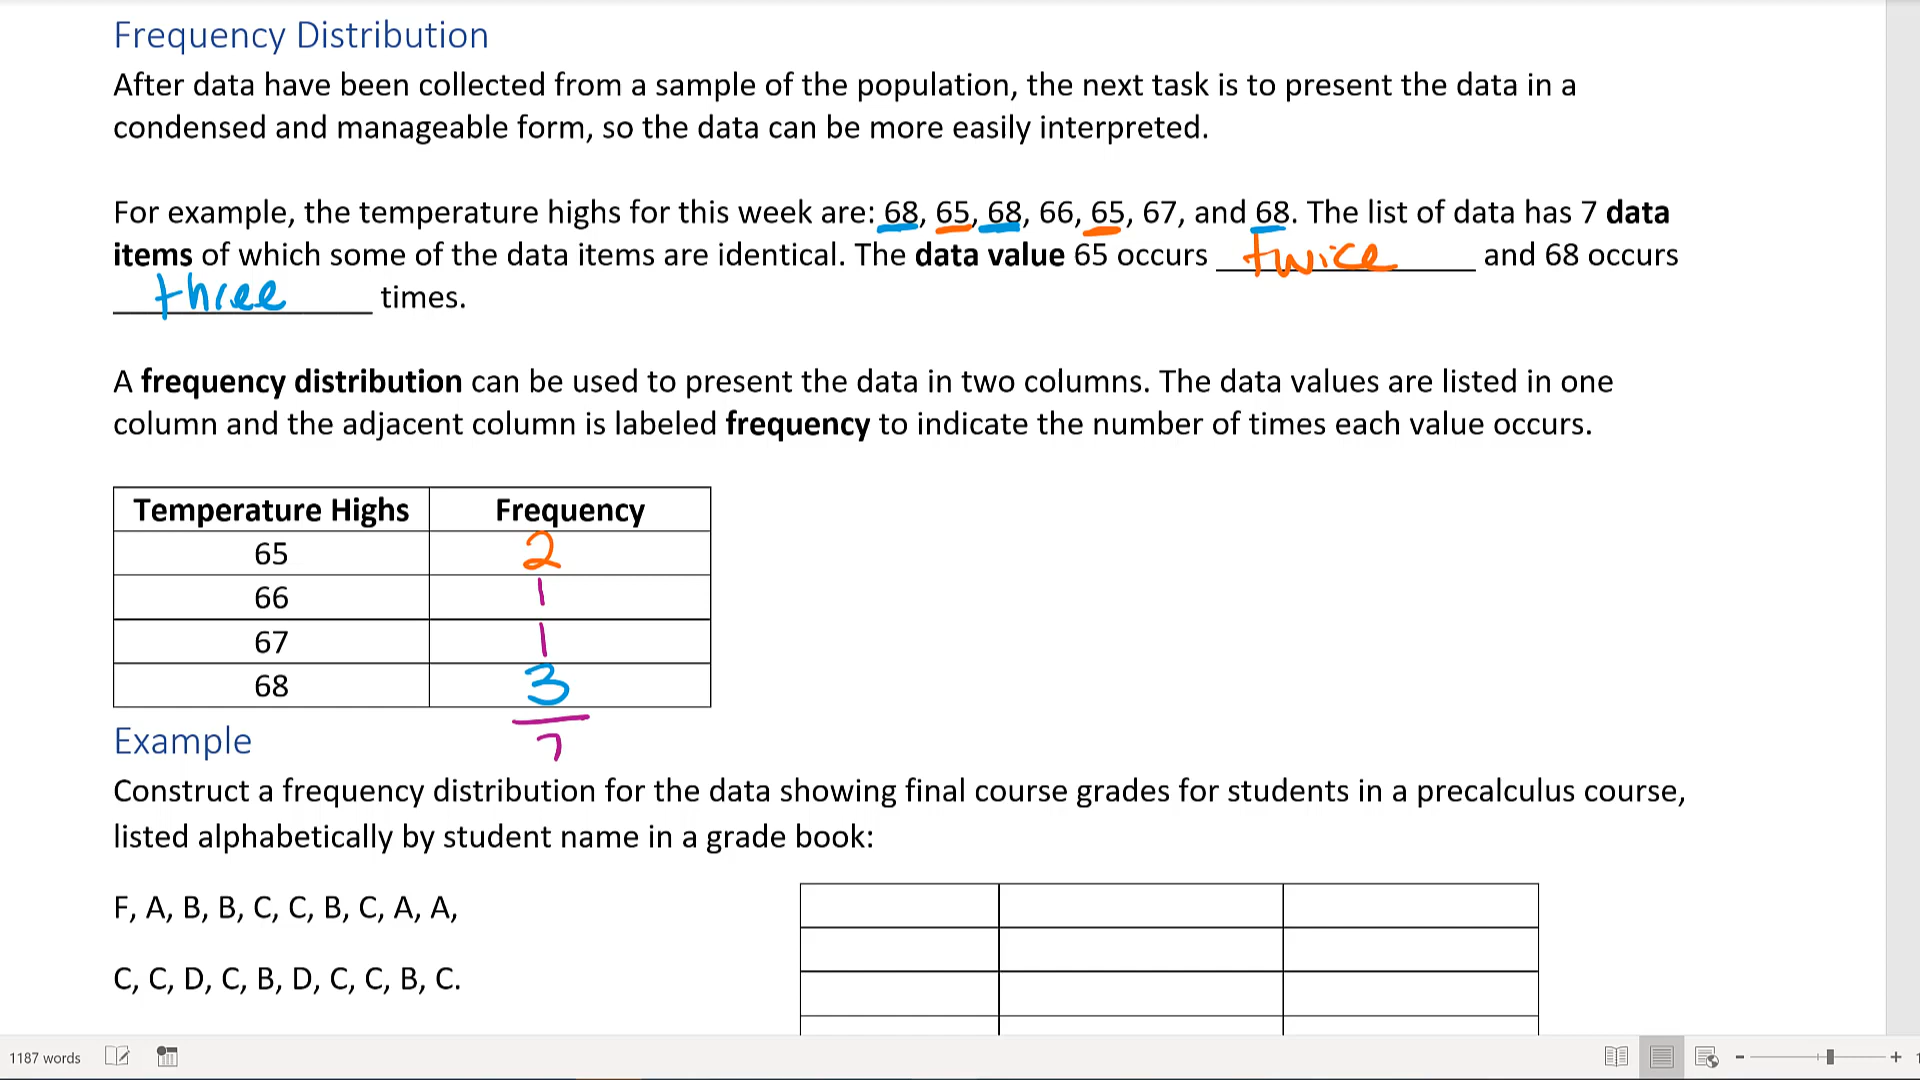 Frequency Distribution
After data have been collected from a sample of the population, the next task is to present the data in a
condensed and manageable form, so the data can be more easily interpreted.
For example, the temperature highs for this week are: 68, 65, 68, 66, 65, 67, and 68. The list of data has 7 data
items of which some of the data items are identical. The data value 65 occurs twice and 68 occurs
three times.
A frequency distribution can be used to present the data in two columns. The data values are listed in one
column and the adjacent column is labeled frequency to indicate the number of times each value occurs.
Temperature Highs Frequency
65 2
66 1
67 1
68 3
7
Example
Construct a frequency distribution for the data showing final course grades for students in a precalculus course,
listed alphabetically by student name in a grade book:
F, A, B, B, C, C, B, C, A, A,
C, C, D, C, B, D, C, C, B, C.
1187 words